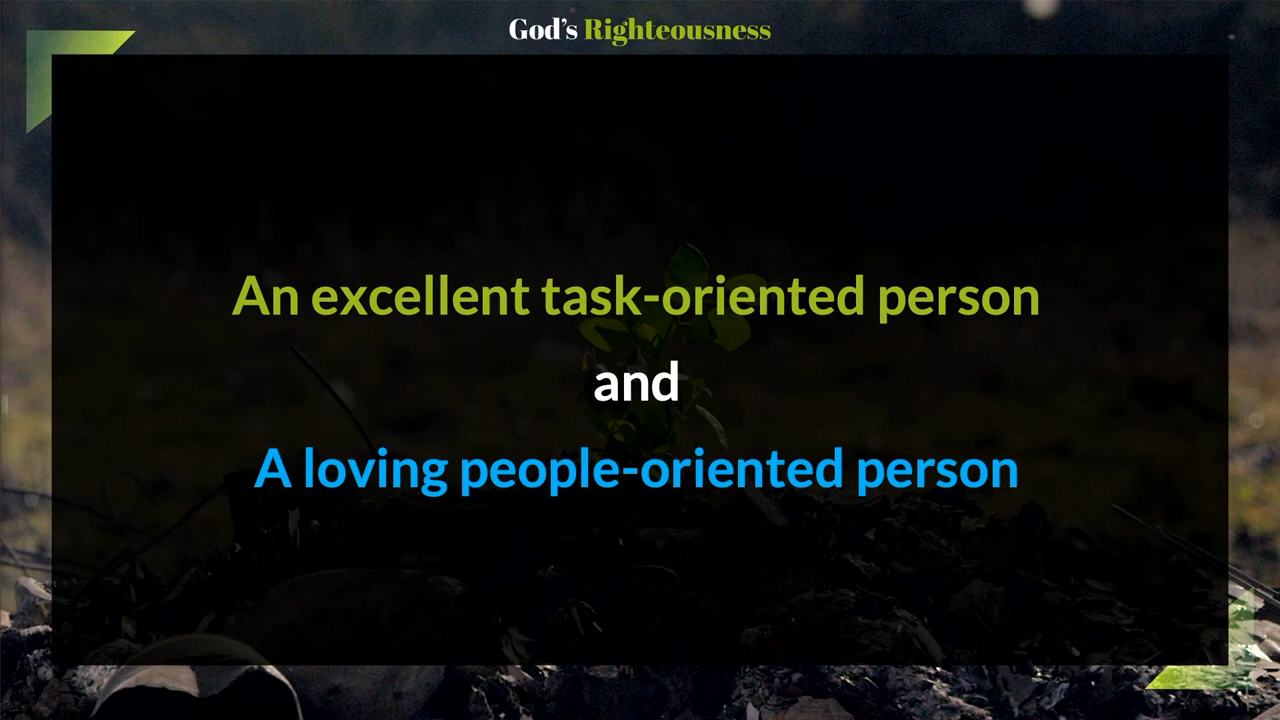 God’s Righteousness
An excellent task-oriented person
and
A loving people-oriented person